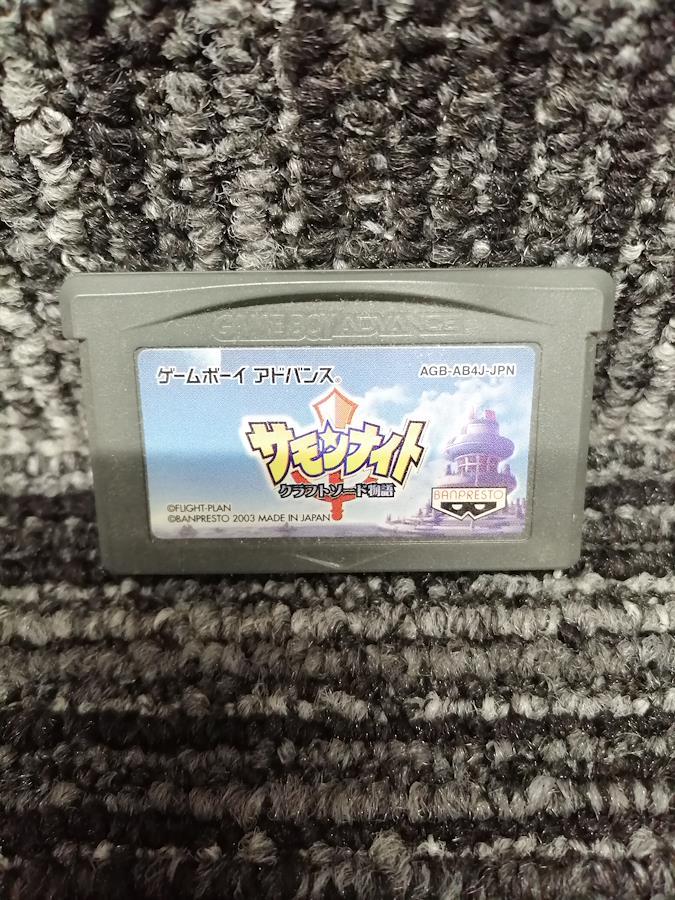 GAME BOY ADVANCE
ゲームボーイ アドバンス®
AGB-AB4J-JPN
サモンナイト
クラフトソード物語
BANPRESTO
©FLIGHT-PLAN
©BANPRESTO 2003 MADE IN JAPAN